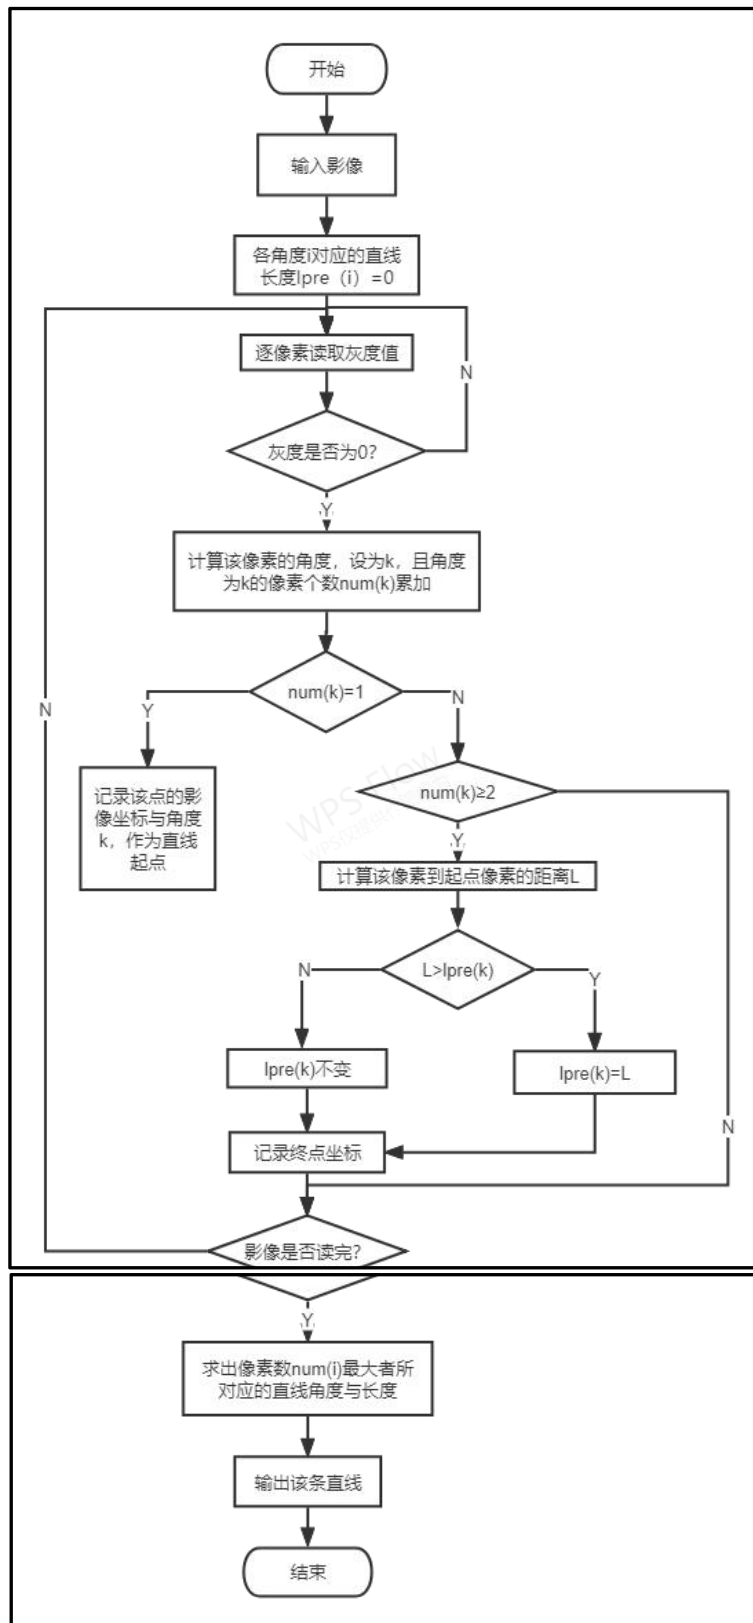 开始
输入影像
各角度i对应的直线
长度lpre（i）=0
逐像素读取灰度值
N
灰度是否为0?
Y
计算该像素的角度，设为k，且角度
为k的像素个数num(k)累加
num(k)=1
N
Y
N
记录该点的影
像坐标与角度
k，作为直线
起点
num(k)≥2
WPS Flow
Y
计算该像素到起点像素的距离L
L>lpre(k)
N
Y
lpre(k)不变
lpre(k)=L
N
记录终点坐标
影像是否读完?
Y
求出像素数num(i)最大者所
对应的直线角度与长度
输出该条直线
结束